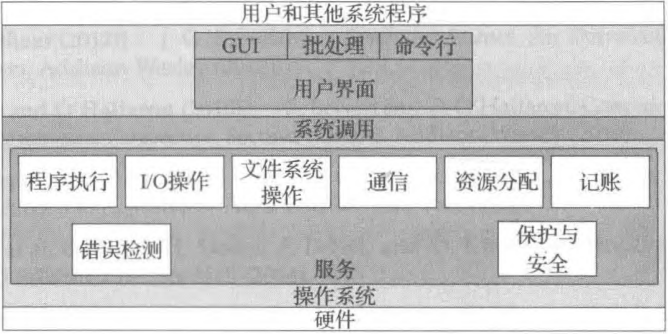 用户和其他系统程序
GUI 批处理 命令行
用户界面
系统调用
程序执行 I/O操作 文件系统操作 通信 资源分配 记账
错误检测 保护与安全
服务
操作系统
硬件